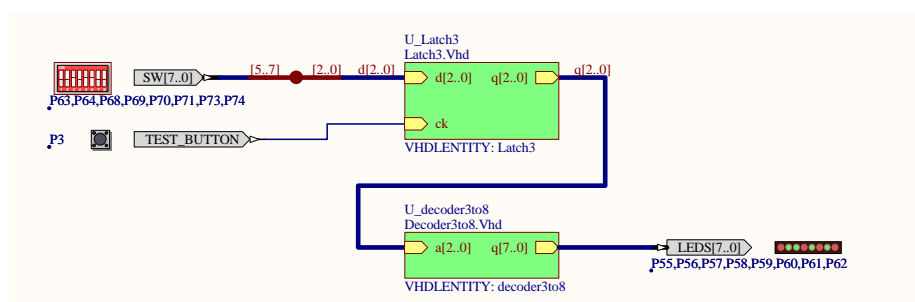 U_Latch3
Latch3.Vhd
SW[7..0]
[5..7]
[2..0]
d[2..0]
d[2..0]
q[2..0]
q[2..0]
P63,P64,P68,P69,P70,P71,P73,P74
P3
TEST_BUTTON
ck
VHDLENTITY: Latch3
U_decoder3to8
Decoder3to8.Vhd
a[2..0]
q[7..0]
LEDS[7..0]
P55,P56,P57,P58,P59,P60,P61,P62
VHDLENTITY: decoder3to8